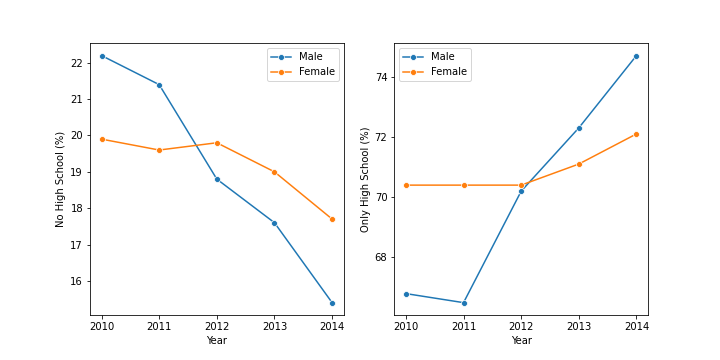 No High School (%)
22
21
20
19
18
17
16
Male
Female
2010 2011 2012 2013 2014
Year
Only High School (%)
74
72
70
68
Male
Female
2010 2011 2012 2013 2014
Year